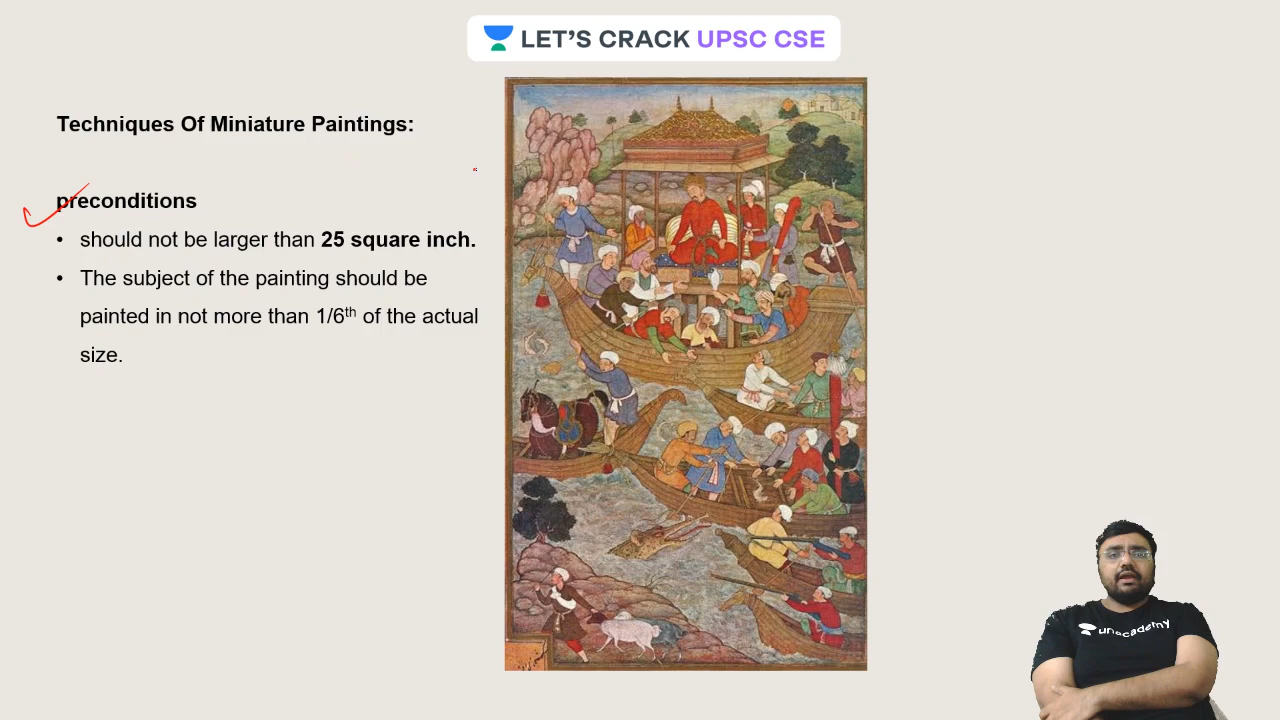 LET'S CRACK UPSC CSE
Techniques Of Miniature Paintings:
preconditions
• should not be larger than 25 square inch.
• The subject of the painting should be
painted in not more than 1/6th of the actual
size.
unacademy